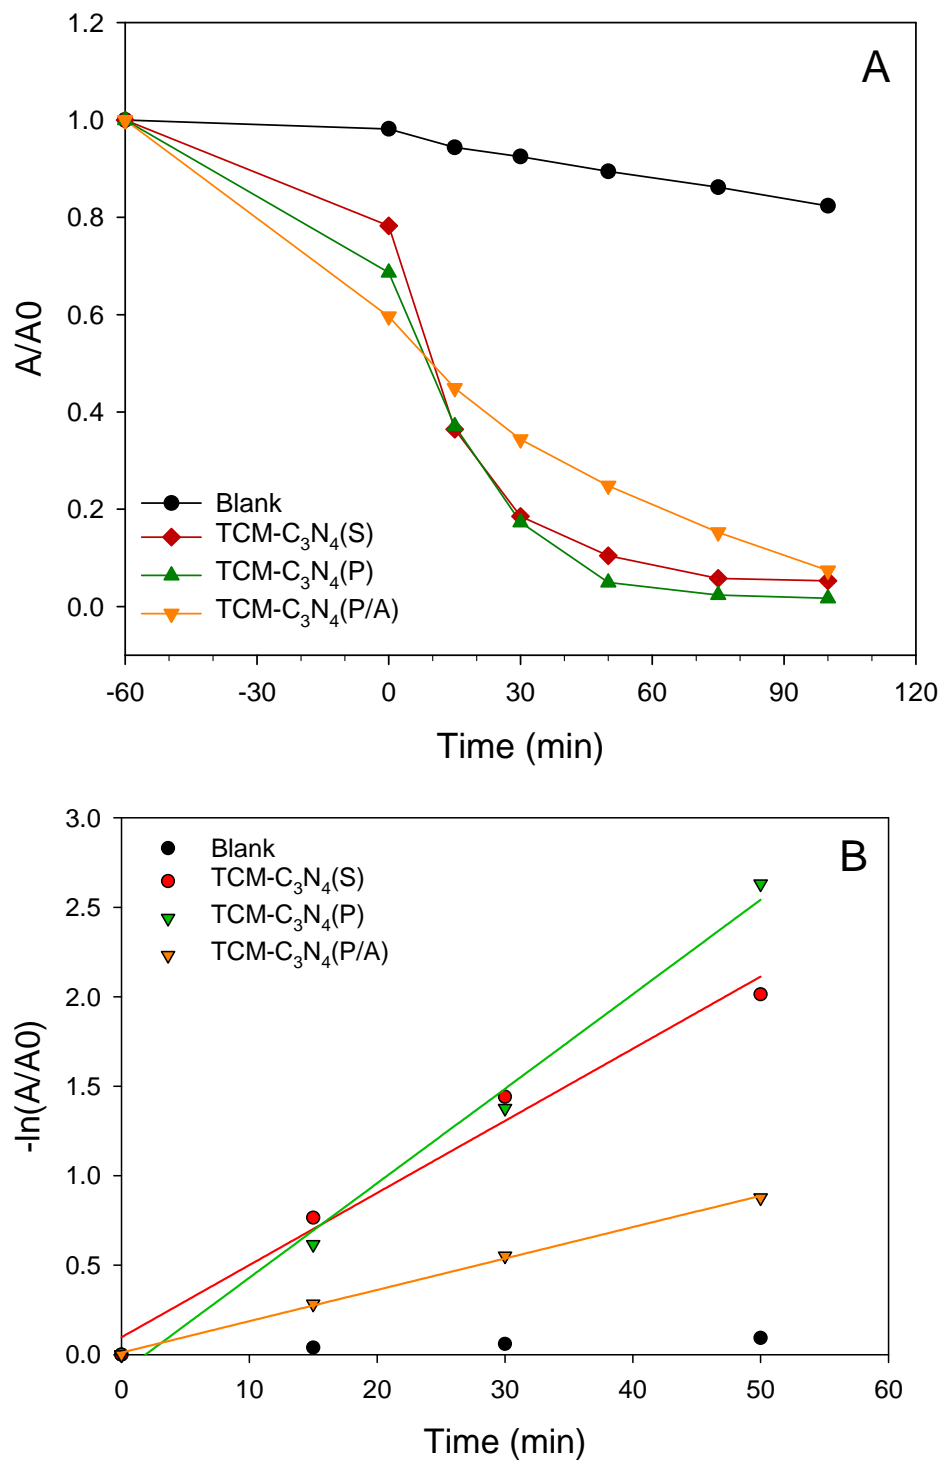 A
1.2
1.0
0.8
0.6
0.4
0.2
0.0
A/A0
Blank
TCM-C₃N₄(S)
TCM-C₃N₄(P)
TCM-C₃N₄(P/A)
-60 -30 0 30 60 90 120
Time (min)
B
3.0
2.5
2.0
1.5
1.0
0.5
0.0
-ln(A/A0)
Blank
TCM-C₃N₄(S)
TCM-C₃N₄(P)
TCM-C₃N₄(P/A)
0 10 20 30 40 50 60
Time (min)